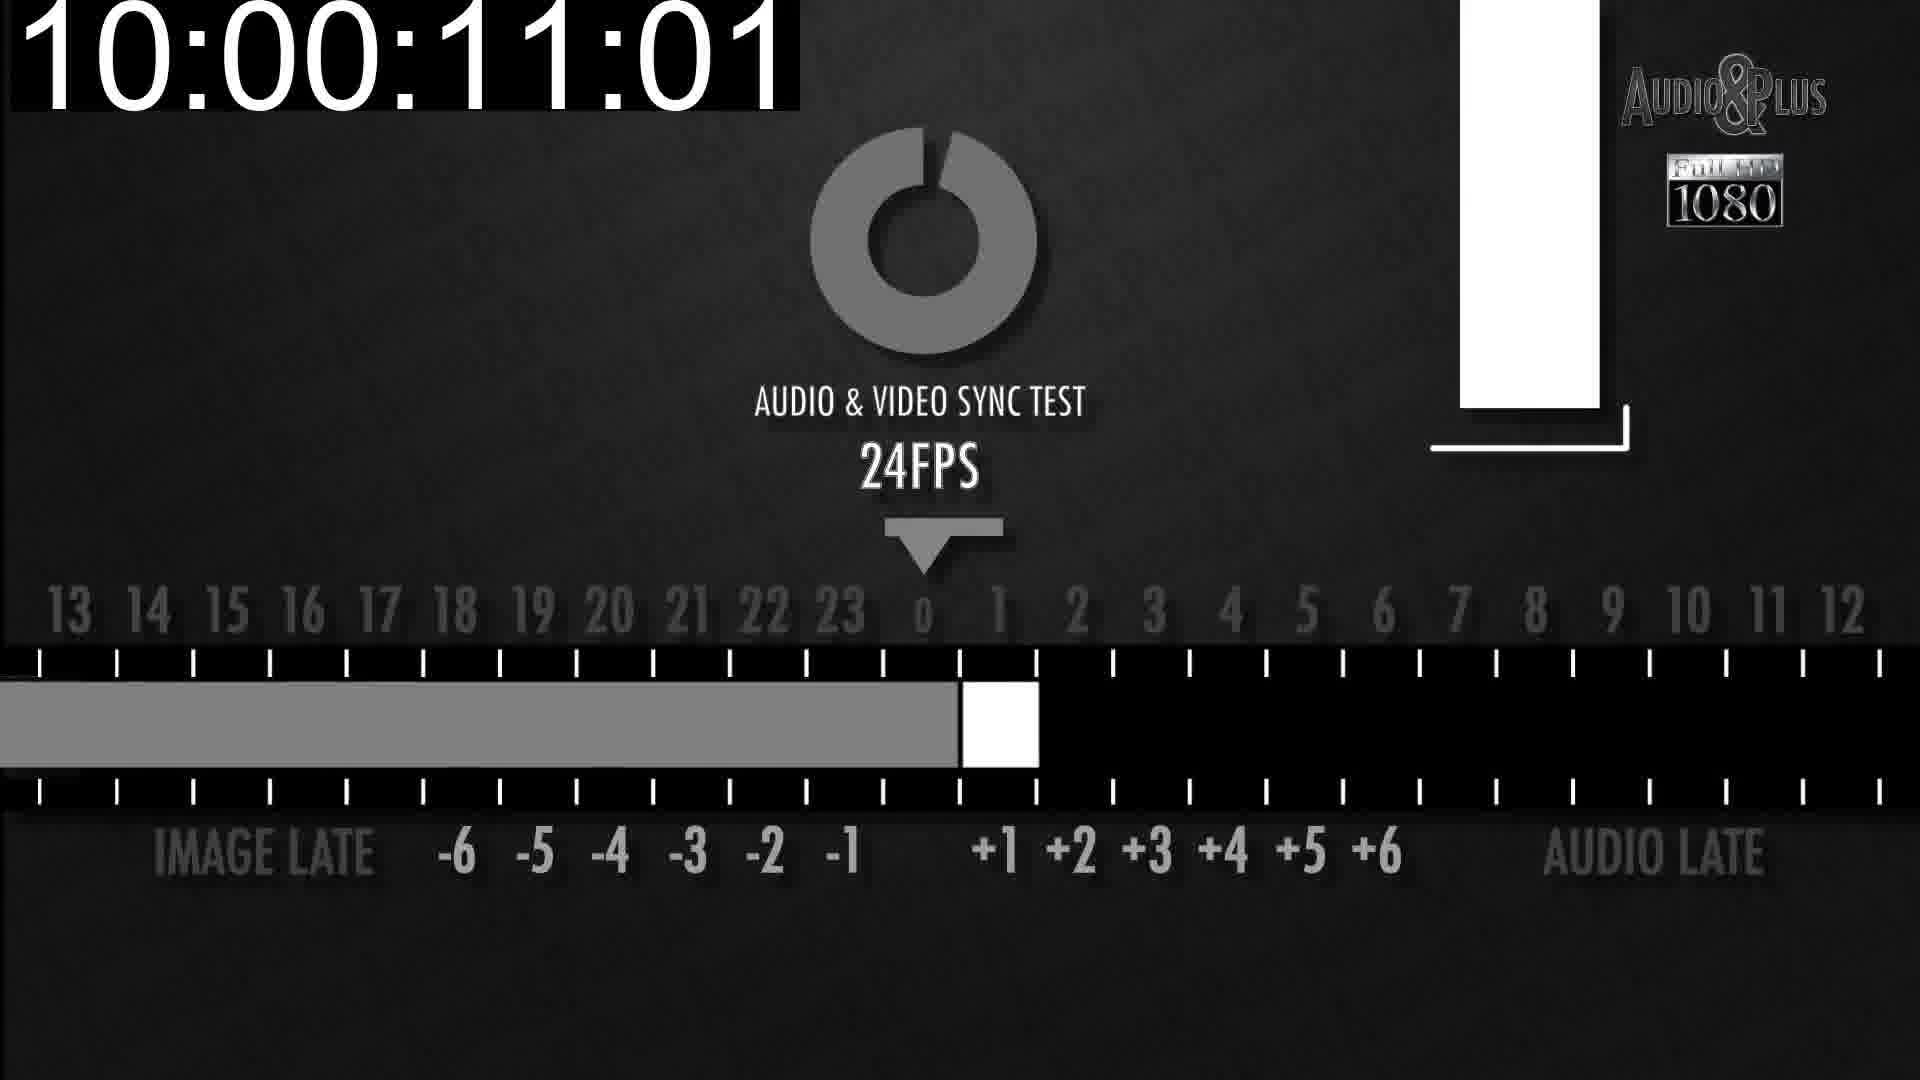 10:00:11:01
AUDIO & PLUS
Full HD
1080
AUDIO & VIDEO SYNC TEST
24FPS
13 14 15 16 17 18 19 20 21 22 23 0 1 2 3 4 5 6 7 8 9 10 11 12
IMAGE LATE -6 -5 -4 -3 -2 -1 +1 +2 +3 +4 +5 +6 AUDIO LATE